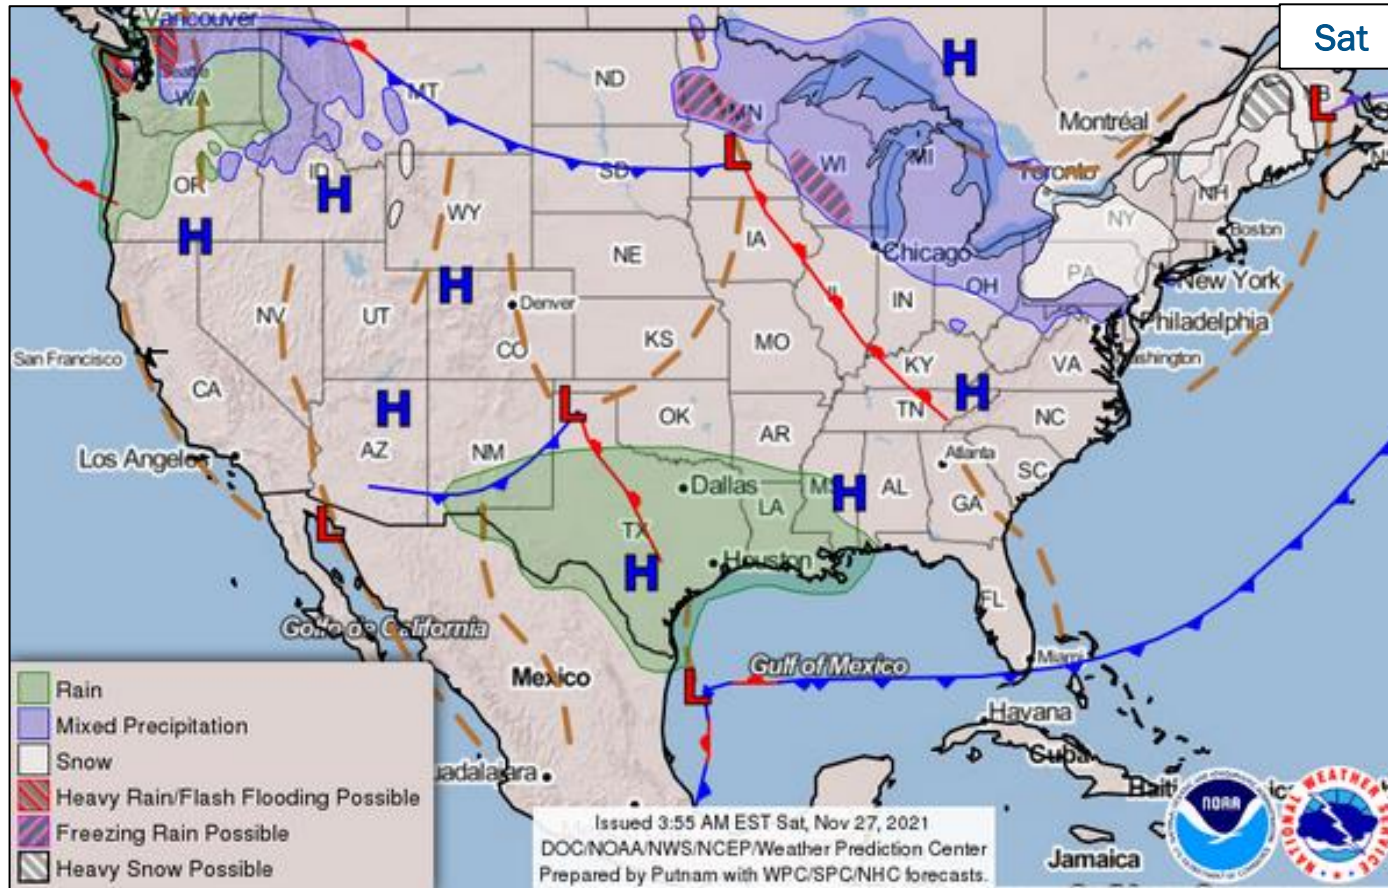 Sat
Vancouver
Seattle
WA
MT
ND
MN
Montréal
OR
ID
SD
WI
MI
Toronto
NH
WY
NY
Boston
IA
Chicago
NE
PA
New York
OH
NV
UT
Denver
IL
IN
Philadelphia
San Francisco
CO
KS
MO
KY
VA
CA
TN
NC
OK
AR
Los Angeles
AZ
NM
Atlanta
SC
Dallas
MS
AL
GA
LA
TX
Houston
FL
Golfo de California
Gulf of Mexico
Miami
Mexico
Havana
Cuba
Jamaica
H
H
H
H
H
H
H
H
L
L
L
L
L
Rain
Mixed Precipitation
Snow
Heavy Rain/Flash Flooding Possible
Freezing Rain Possible
Heavy Snow Possible
Issued 3:55 AM EST Sat, Nov 27, 2021
DOC/NOAA/NWS/NCEP/Weather Prediction Center
Prepared by Putnam with WPC/SPC/NHC forecasts.
NOAA
NATIONAL WEATHER SERVICE